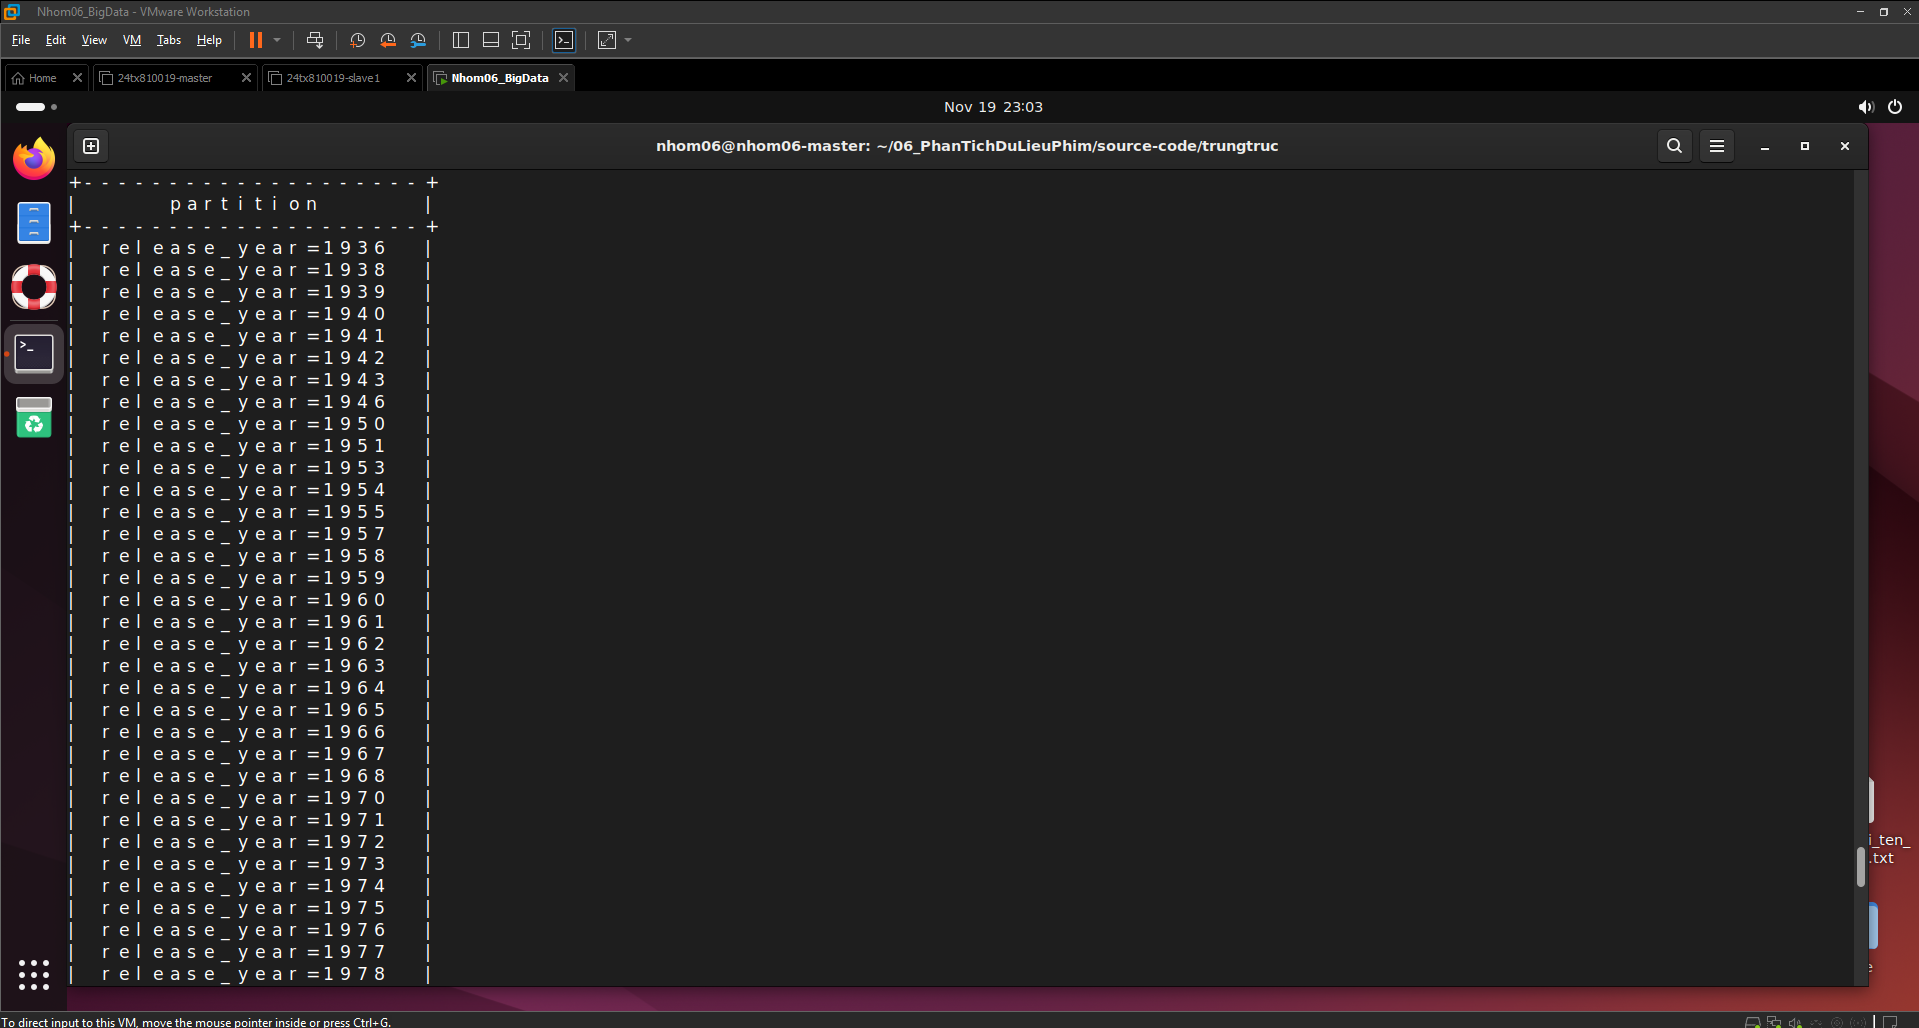 Nhom06_BigData - VMware Workstation
File Edit View VM Tabs Help
Home 24tx810019-master 24tx810019-slave1 Nhom06_BigData
Nov 19 23:03
nhom06@nhom06-master: ~/06_PhanTichDuLieuPhim/source-code/trungtruc
+--------------------+
| partition |
+--------------------+
| release_year=1936 |
| release_year=1938 |
| release_year=1939 |
| release_year=1940 |
| release_year=1941 |
| release_year=1942 |
| release_year=1943 |
| release_year=1946 |
| release_year=1950 |
| release_year=1951 |
| release_year=1953 |
| release_year=1954 |
| release_year=1955 |
| release_year=1957 |
| release_year=1958 |
| release_year=1959 |
| release_year=1960 |
| release_year=1961 |
| release_year=1962 |
| release_year=1963 |
| release_year=1964 |
| release_year=1965 |
| release_year=1966 |
| release_year=1967 |
| release_year=1968 |
| release_year=1970 |
| release_year=1971 |
| release_year=1972 |
| release_year=1973 |
| release_year=1974 |
| release_year=1975 |
| release_year=1976 |
| release_year=1977 |
| release_year=1978 |
i_ten_
.txt
e
To direct input to this VM, move the mouse pointer inside or press Ctrl+G.